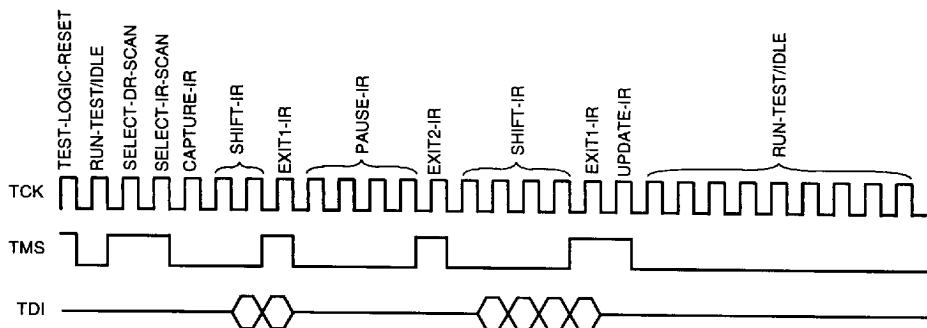 TEST-LOGIC-RESET
RUN-TEST/IDLE
SELECT-DR-SCAN
SELECT-IR-SCAN
CAPTURE-IR
SHIFT-IR
EXIT1-IR
PAUSE-IR
EXIT2-IR
SHIFT-IR
EXIT1-IR
UPDATE-IR
RUN-TEST/IDLE
TCK
TMS
TDI